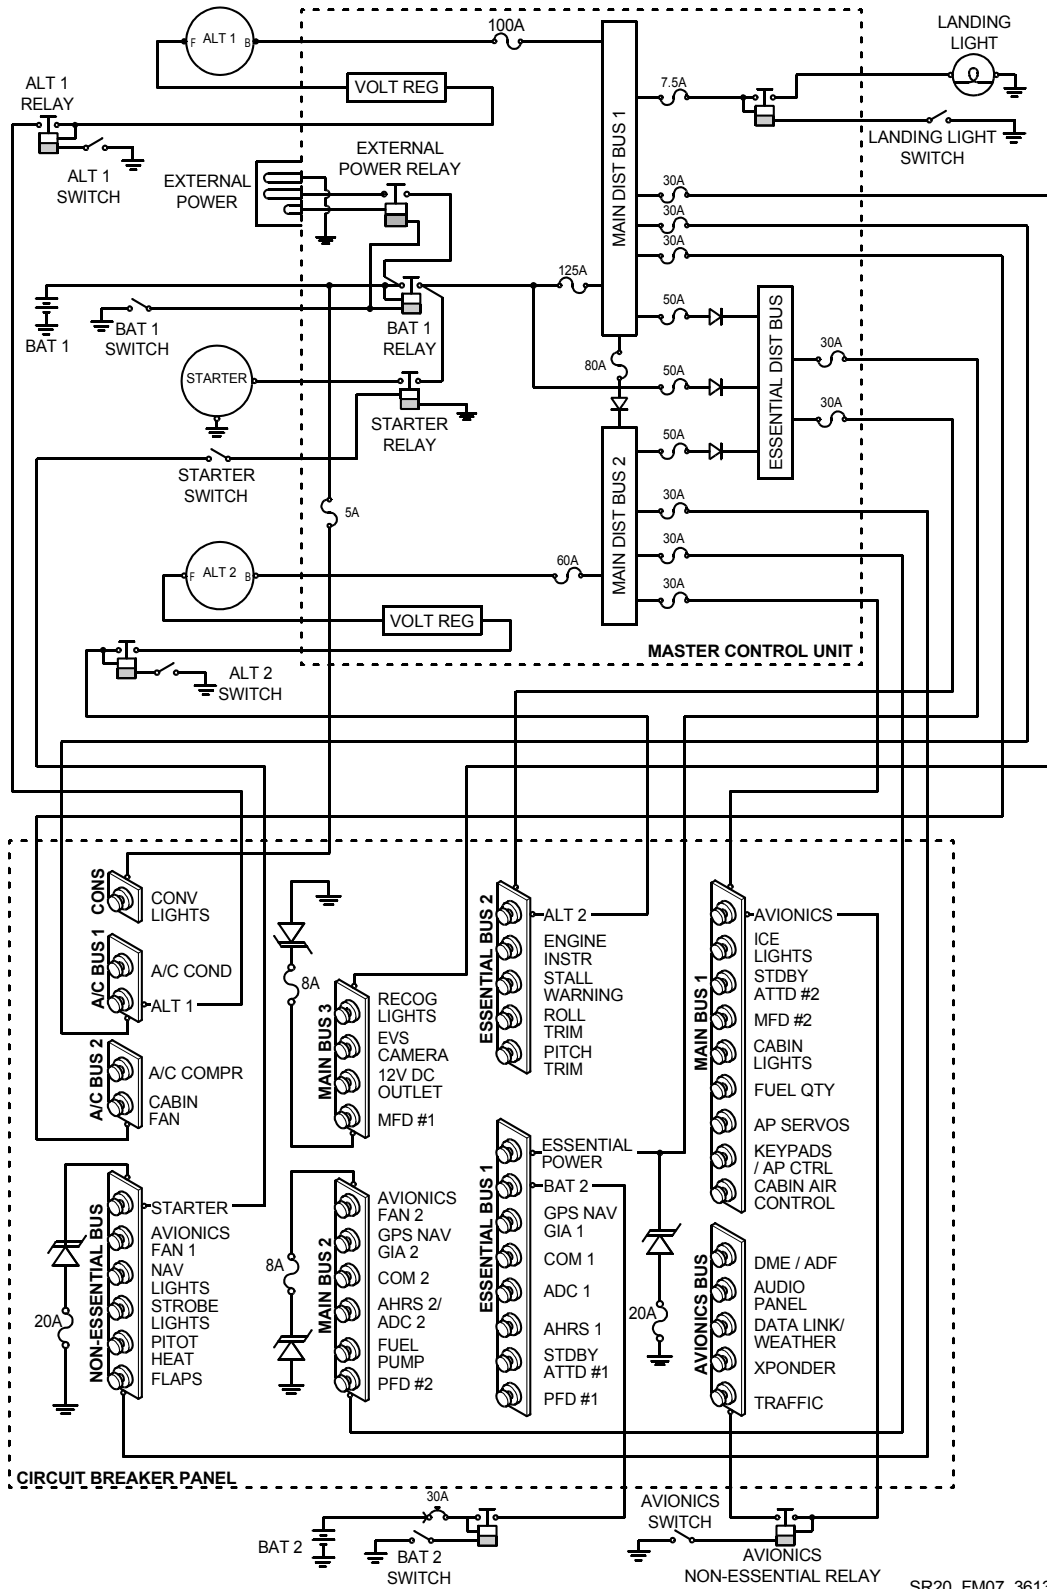 ALT 1
F
B
100A
VOLT REG
ALT 1
RELAY
ALT 1
SWITCH
EXTERNAL
POWER
EXTERNAL
POWER RELAY
MAIN DIST BUS 1
7.5A
LANDING
LIGHT
LANDING LIGHT
SWITCH
30A
30A
30A
125A
BAT 1
BAT 1
SWITCH
BAT 1
RELAY
STARTER
STARTER
RELAY
STARTER
SWITCH
80A
50A
50A
50A
ESSENTIAL DIST BUS
30A
30A
5A
MAIN DIST BUS 2
30A
30A
30A
60A
F
ALT 2
B
VOLT REG
ALT 2
SWITCH
MASTER CONTROL UNIT
CONS
CONV
LIGHTS
A/C BUS 1
A/C COND
ALT 1
A/C BUS 2
A/C COMPR
CABIN
FAN
NON-ESSENTIAL BUS
STARTER
AVIONICS
FAN 1
NAV
LIGHTS
STROBE
LIGHTS
PITOT
HEAT
FLAPS
20A
8A
MAIN BUS 3
RECOG
LIGHTS
EVS
CAMERA
12V DC
OUTLET
MFD #1
8A
MAIN BUS 2
AVIONICS
FAN 2
GPS NAV
GIA 2
COM 2
AHRS 2/
ADC 2
FUEL
PUMP
PFD #2
ESSENTIAL BUS 2
ALT 2
ENGINE
INSTR
STALL
WARNING
ROLL
TRIM
PITCH
TRIM
ESSENTIAL BUS 1
ESSENTIAL
POWER
BAT 2
GPS NAV
GIA 1
COM 1
ADC 1
AHRS 1
STDBY
ATTD #1
PFD #1
20A
MAIN BUS 1
AVIONICS
ICE
LIGHTS
STDBY
ATTD #2
MFD #2
CABIN
LIGHTS
FUEL QTY
AP SERVOS
KEYPADS
/ AP CTRL
CABIN AIR
CONTROL
AVIONICS BUS
DME / ADF
AUDIO
PANEL
DATA LINK/
WEATHER
XPONDER
TRAFFIC
CIRCUIT BREAKER PANEL
BAT 2
30A
BAT 2
SWITCH
AVIONICS
SWITCH
AVIONICS
NON-ESSENTIAL RELAY
SR20_FM07_3613